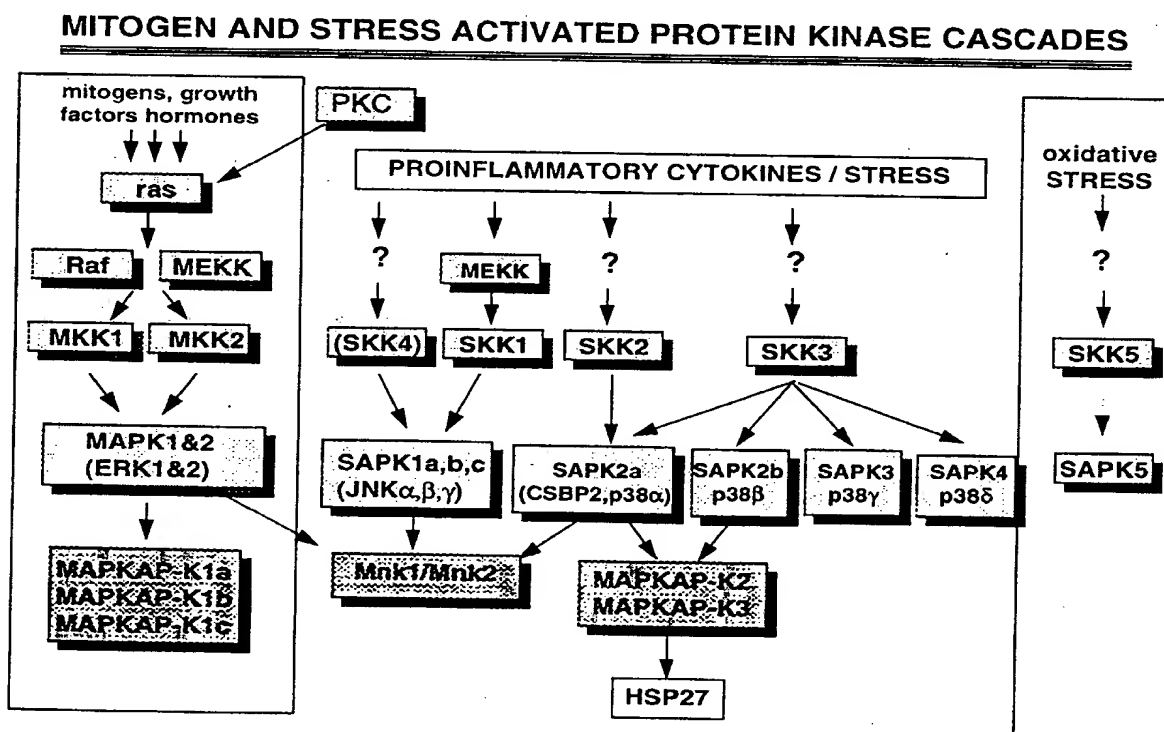 MITOGEN AND STRESS ACTIVATED PROTEIN KINASE CASCADES
mitogens, growth
factors hormones
PKC
ras
Raf
MEKK
MKK1
MKK2
MAPK1&2
(ERK1&2)
MAPKAP-K1a
MAPKAP-K1b
MAPKAP-K1c
PROINFLAMMATORY CYTOKINES / STRESS
?
MEKK
?
?
(SKK4)
SKK1
SKK2
SKK3
SAPK1a,b,c
(JNKα,β,γ)
SAPK2a
(CSBP2,p38α)
SAPK2b
p38β
SAPK3
p38γ
SAPK4
p38δ
Mnk1/Mnk2
MAPKAP-K2
MAPKAP-K3
HSP27
oxidative
STRESS
?
SKK5
SAPK5